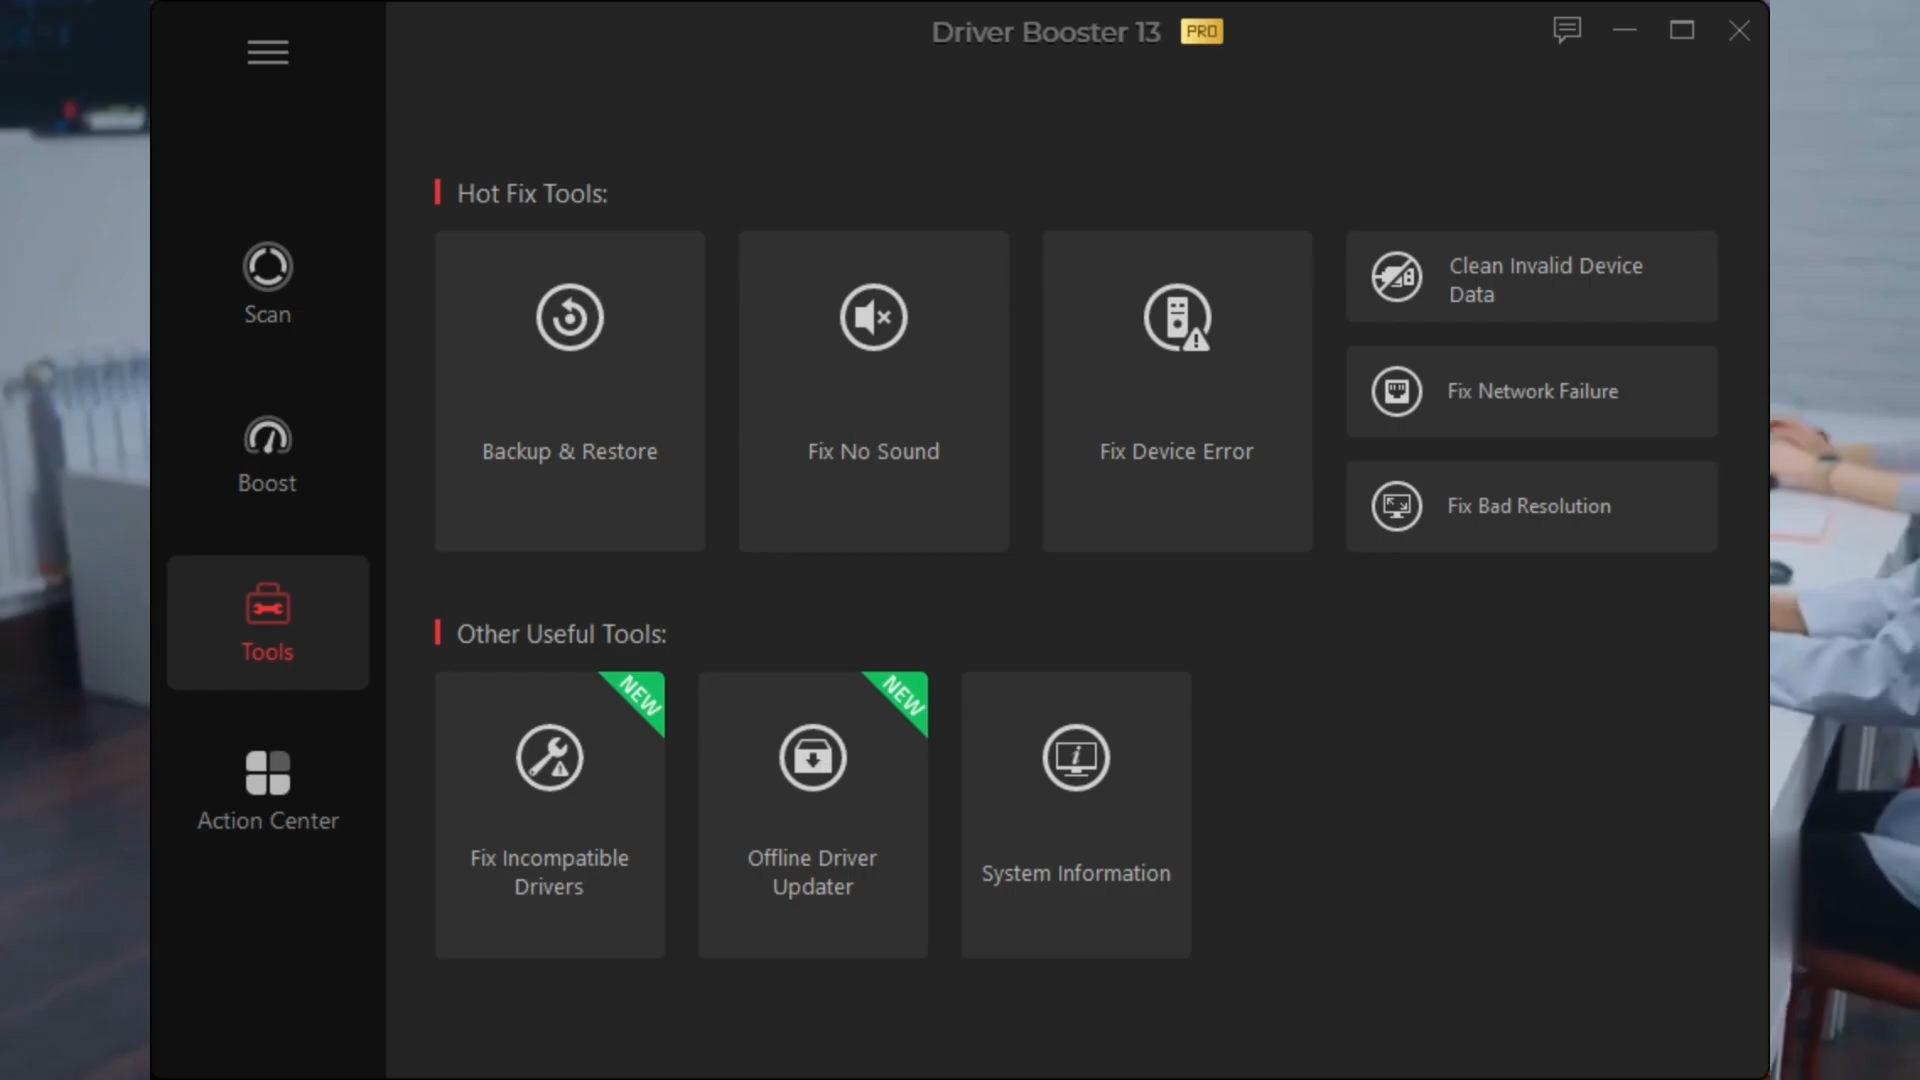 Driver Booster 13 PRO
Scan
Boost
Tools
Action Center
Hot Fix Tools:
Backup & Restore
Fix No Sound
Fix Device Error
Clean Invalid Device
Data
Fix Network Failure
Fix Bad Resolution
Other Useful Tools:
NEW
Fix Incompatible
Drivers
NEW
Offline Driver
Updater
System Information